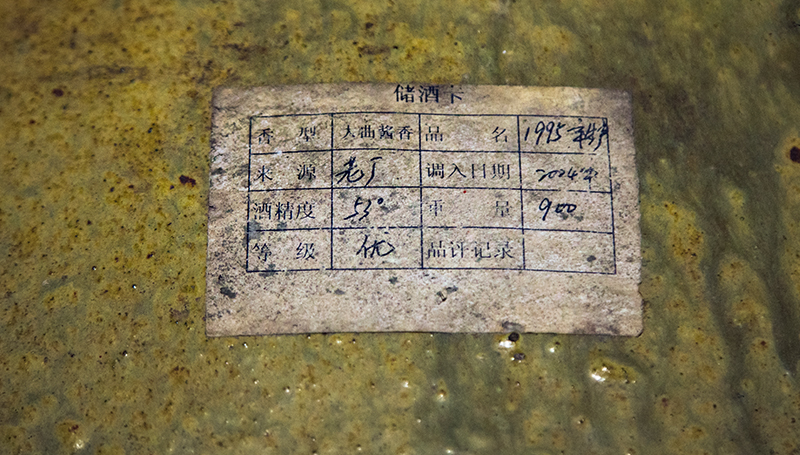 储酒卡
香 型 大曲酱香 品 名 1995年生产
来 源 老厂 调入日期 2024年
酒精度 53° 重 量 900
等 级 优 品评记录